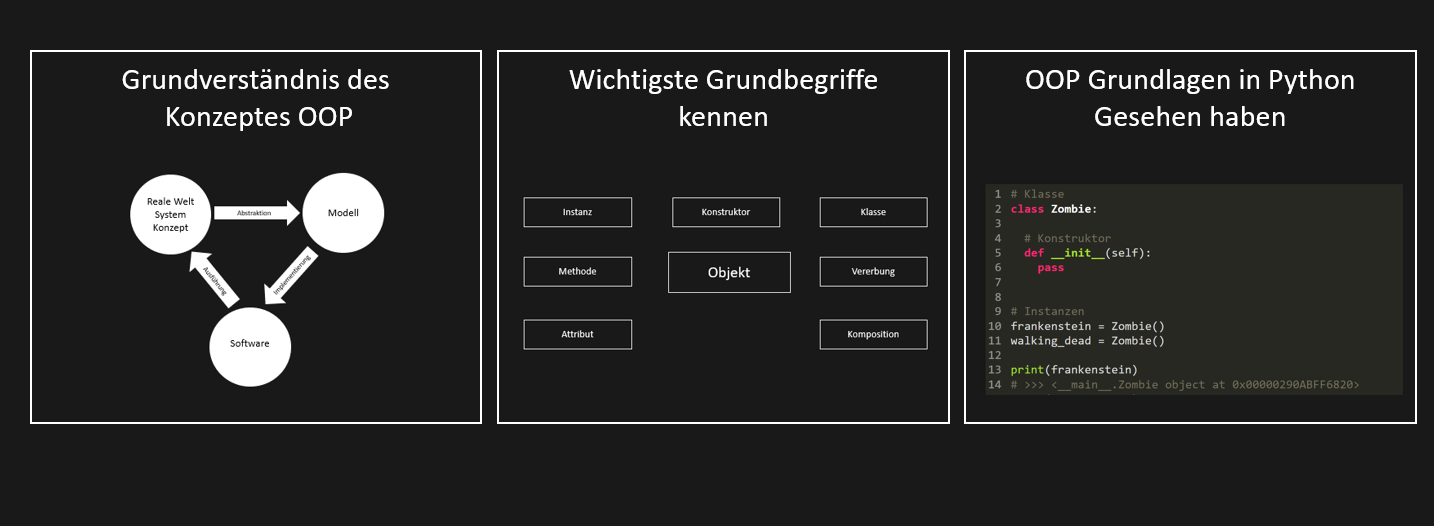 Grundverständnis des
Konzeptes OOP
Reale Welt
System
Konzept
Abstraktion
Modell
Ausführung
Implementierung
Software
Wichtigste Grundbegriffe
kennen
Instanz
Konstruktor
Klasse
Methode
Objekt
Vererbung
Attribut
Komposition
OOP Grundlagen in Python
Gesehen haben
1 # Klasse
2 class Zombie:
3
4 # Konstruktor
5 def __init__(self):
6 pass
7
8
9 # Instanzen
10 frankenstein = Zombie()
11 walking_dead = Zombie()
12
13 print(frankenstein)
14 # >>> <__main__.Zombie object at 0x00000290ABFF6820>